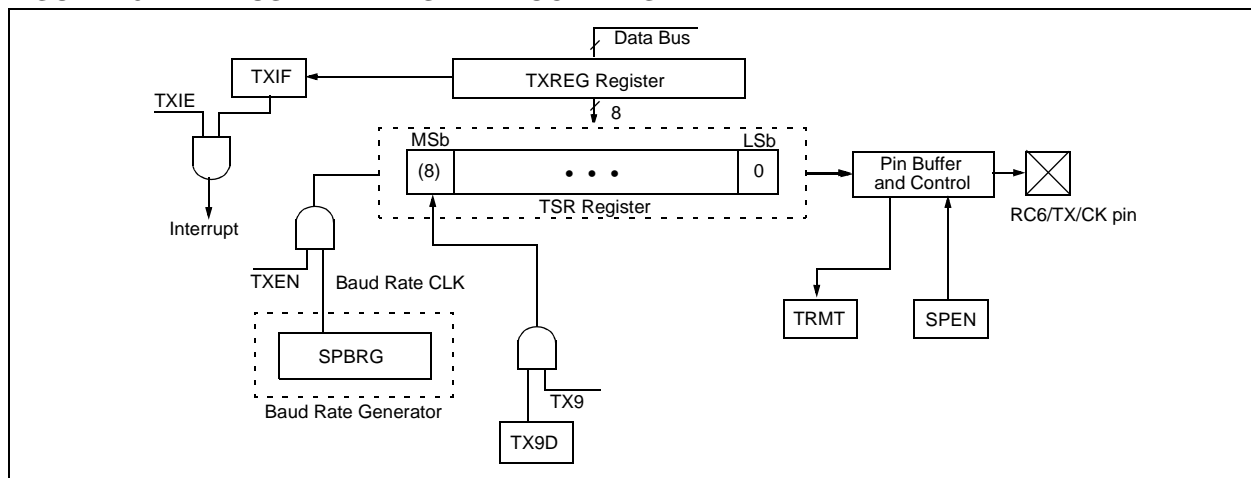 Data Bus
TXIF
TXREG Register
TXIE
8
MSb
LSb
(8)
• • •
0
Pin Buffer
and Control
TSR Register
RC6/TX/CK pin
Interrupt
TXEN
Baud Rate CLK
TRMT
SPEN
SPBRG
TX9
Baud Rate Generator
TX9D